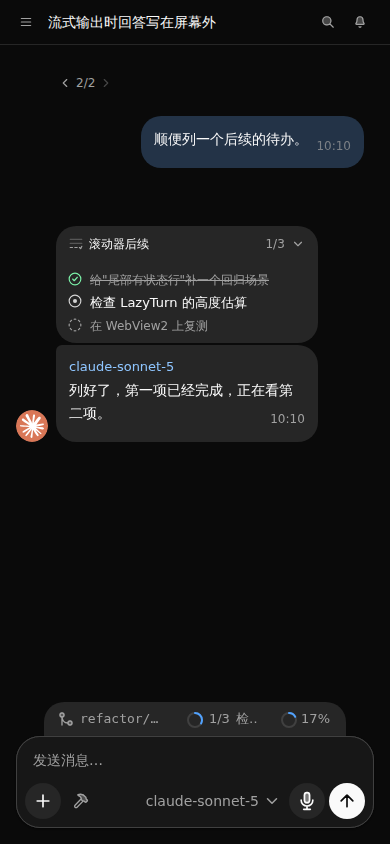 流式输出时回答写在屏幕外
2/2
顺便列一个后续的待办。 10:10
滚动器后续 1/3
给"尾部有状态行"补一个回归场景
检查 LazyTurn 的高度估算
在 WebView2 上复测
claude-sonnet-5
列好了，第一项已经完成，正在看第
二项。 10:10
refactor/… 1/3 检.. 17%
发送消息…
claude-sonnet-5